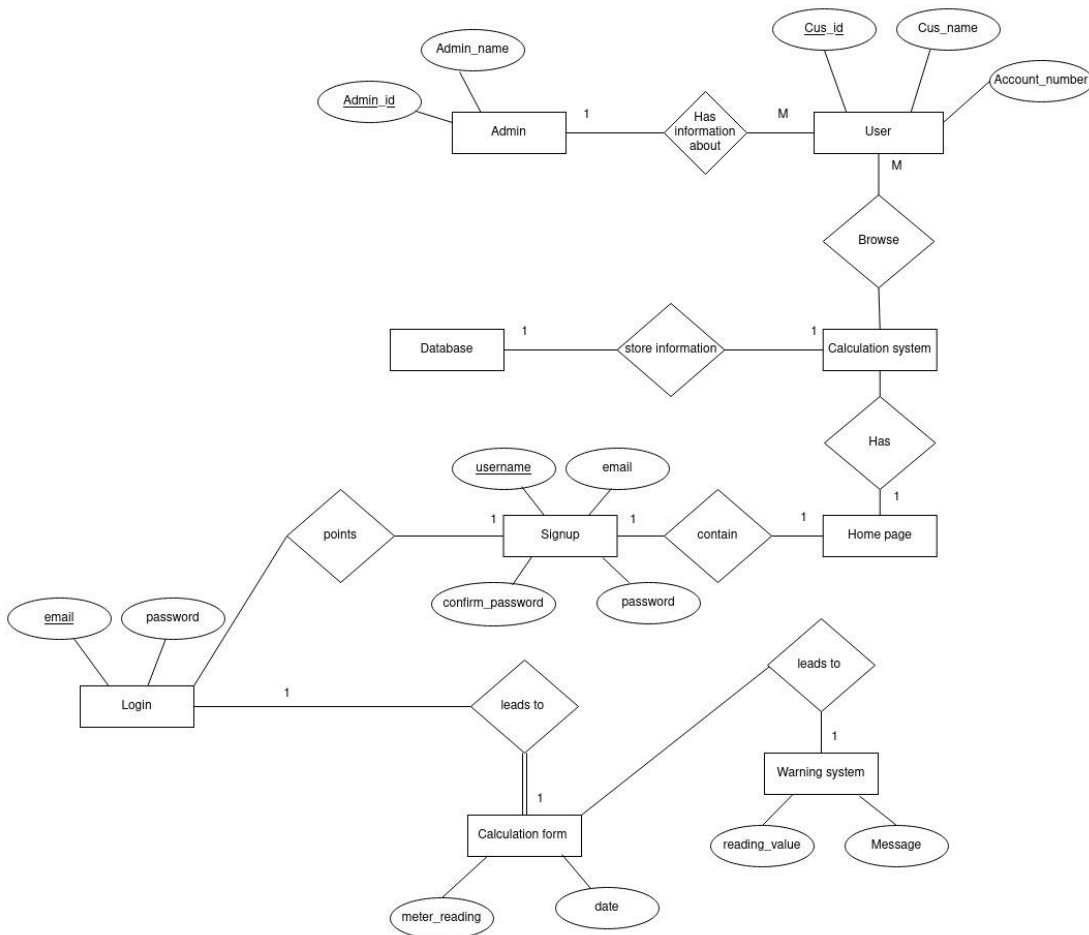 Cus_id
Cus_name
Admin_name
Account_number
Admin_id
1
Has
information
about
M
Admin
User
M
Browse
1
1
Database
store information
Calculation system
Has
username
email
1
1
1
1
points
Signup
contain
Home page
confirm_password
password
email
password
leads to
1
Login
leads to
1
Warning system
1
Calculation form
reading_value
Message
meter_reading
date